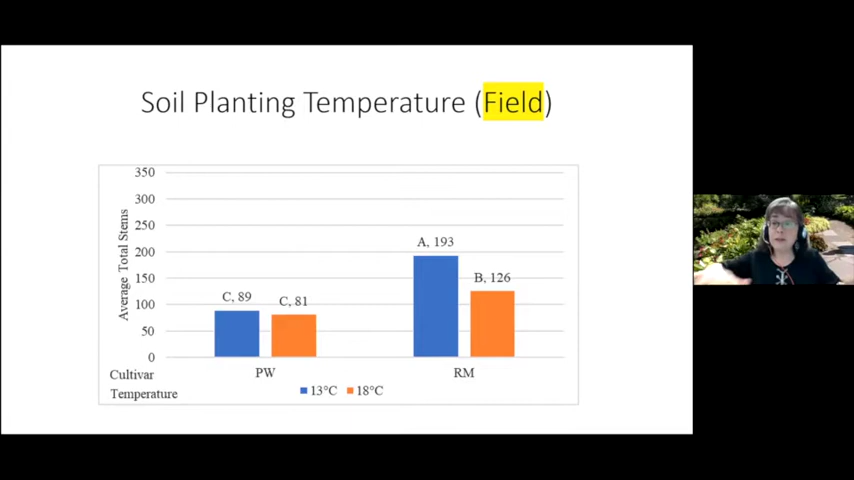 Soil Planting Temperature (Field)
350
300
250
200
150
100
50
0
Average Total Stems
C, 89
C, 81
A, 193
B, 126
Cultivar
PW
RM
Temperature
13°C
18°C